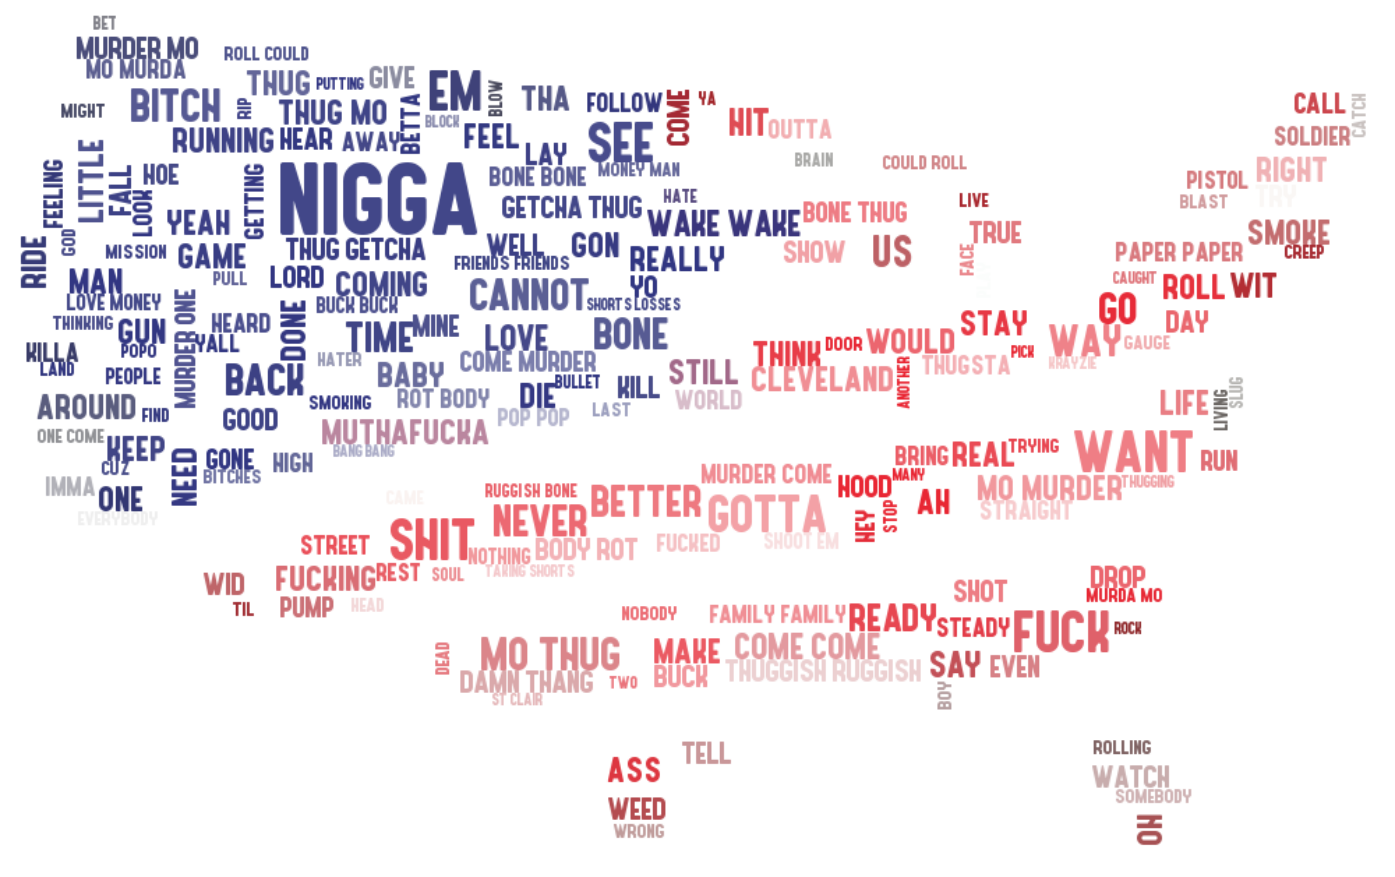 BET
MURDER MO
ROLL COULD
MO MURDA
THUG
PUTTING
GIVE
EM
BLOW
THA
FOLLOW
COME
YA
CALL
CATCH
MIGHT
BITCH
RIP
THUG MO
BETTA
BLOCK
HIT
OUTTA
SOLDIER
RUNNING
HEAR
AWAY
FEEL
LAY
SEE
BRAIN
COULD ROLL
RIGHT
FEELING
LITTLE
FALL
HOE
LOOK
GETTING
NIGGA
BONE BONE
MONEY MAN
PISTOL
TRY
HATE
BLAST
LIVE
YEAH
GETCHA THUG
WAKE WAKE
BONE THUG
TRUE
SMOKE
RIDE
GOD
MISSION
GAME
THUG GETCHA
WELL
GON
REALLY
SHOW
US
FACE
PAPER PAPER
CREEP
FRIENDS FRIENDS
MAN
PULL
LORD
COMING
CANNOT
YO
CAUGHT
ROLL
WIT
LOVE MONEY
MURDER ONE
BUCK BUCK
SHORTS LOSSES
GO
THINKING
GUN
HEARD
DONE
TIME
MINE
LOVE
BONE
STAY
DAY
KILLA
POPO
YALL
HATER
COME MURDER
THINK
DOOR
WOULD
PICK
WAY
GAUGE
LAND
PEOPLE
BACK
BABY
BULLET
KILL
STILL
CLEVELAND
ANOTHER
THUGSTA
KRAYZIE
AROUND
FIND
SMOKING
ROT BODY
DIE
LAST
WORLD
LIFE
LIVING
SLUG
GOOD
POP POP
ONE COME
KEEP
MUTHAFUCKA
BRING
REAL
TRYING
WANT
RUN
CUZ
NEED
GONE
BITCHES
HIGH
BANG BANG
MURDER COME
MANY
IMMA
ONE
CAME
RUGGISH BONE
BETTER
GOTTA
HOOD
AH
MO MURDER
THUGGING
EVERYBODY
SHIT
NEVER
HEY
STOP
STRAIGHT
STREET
NOTHING
BODY ROT
FUCKED
SHOOT EM
WID
FUCKING
REST
SOUL
TAKING SHORTS
SHOT
DROP
TIL
PUMP
HEAD
NOBODY
FAMILY FAMILY
READY
STEADY
MURDA MO
FUCK
ROCK
DEAD
MO THUG
MAKE
COME COME
SAY
EVEN
DAMN THANG
TWO
BUCK
THUGGISH RUGGISH
BOY
ST CLAIR
ASS
TELL
ROLLING
WEED
WATCH
WRONG
SOMEBODY
ON